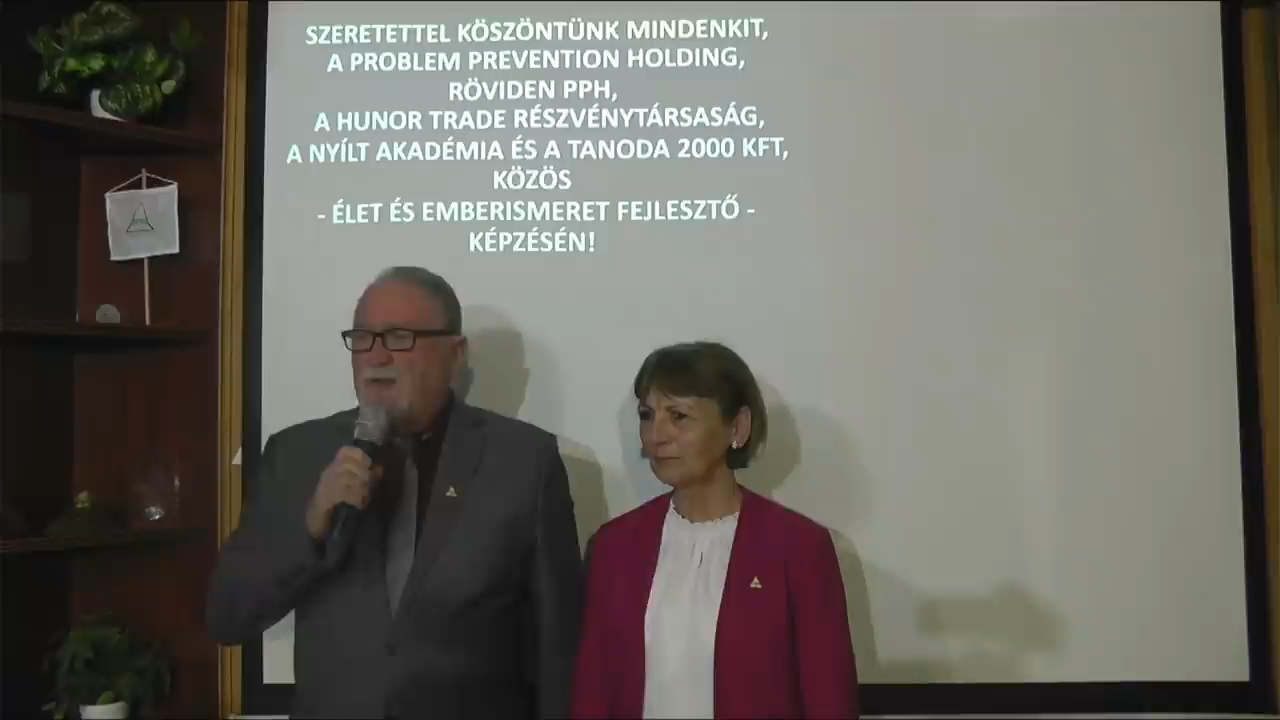 SZERETETTEL KÖSZÖNTÜNK MINDENKIT,
A PROBLEM PREVENTION HOLDING,
RÖVIDEN PPH,
A HUNOR TRADE RÉSZVÉNYTÁRSASÁG,
A NYÍLT AKADÉMIA ÉS A TANODA 2000 KFT,
KÖZÖS
- ÉLET ÉS EMBERISMERET FEJLESZTŐ -
KÉPZÉSÉN!